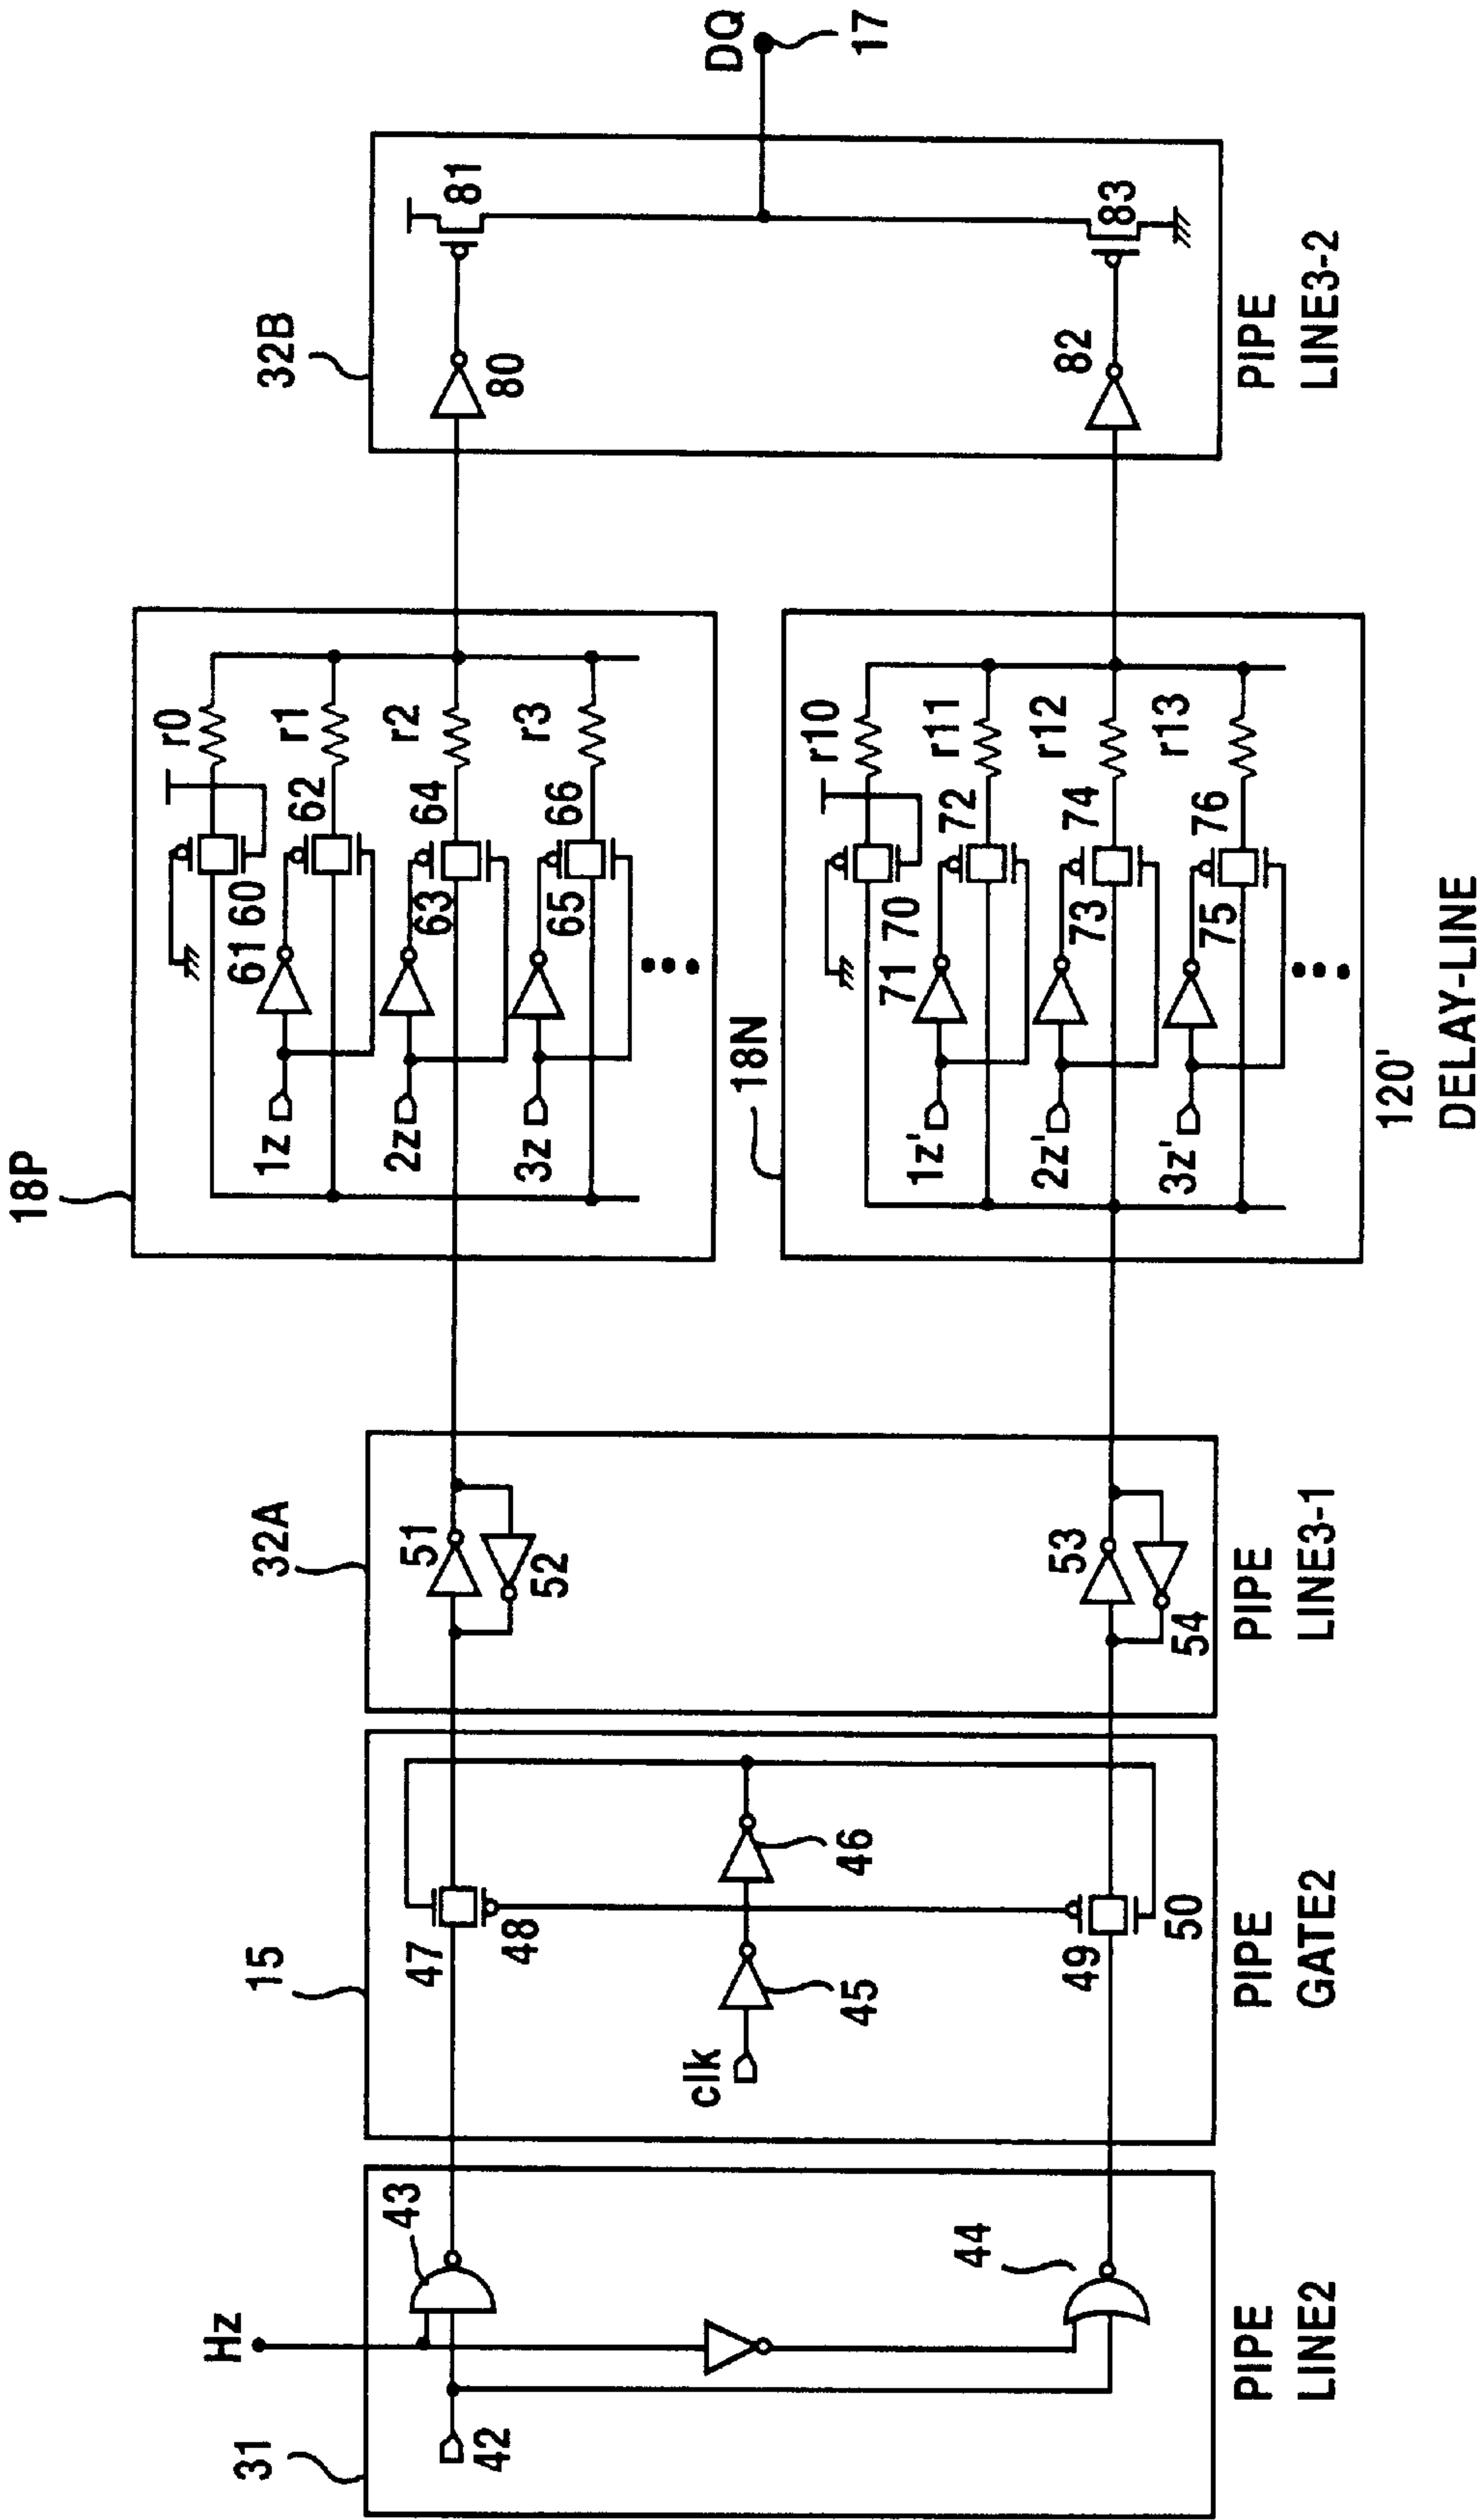 DQ
17
32B
81
80
83
82
PIPE
LINE3-2
18P
r0
r1
r2
r3
60
61
62
63
64
65
66
1z
2z
3z
18N
r10
r11
r12
r13
70
71
72
73
74
75
76
1z'
2z'
3z'
120'
DELAY-LINE
32A
51
52
53
54
PIPE
LINE3-1
15
47
48
46
45
clk
49
50
PIPE
GATE2
31
Hz
43
44
42
PIPE
LINE2